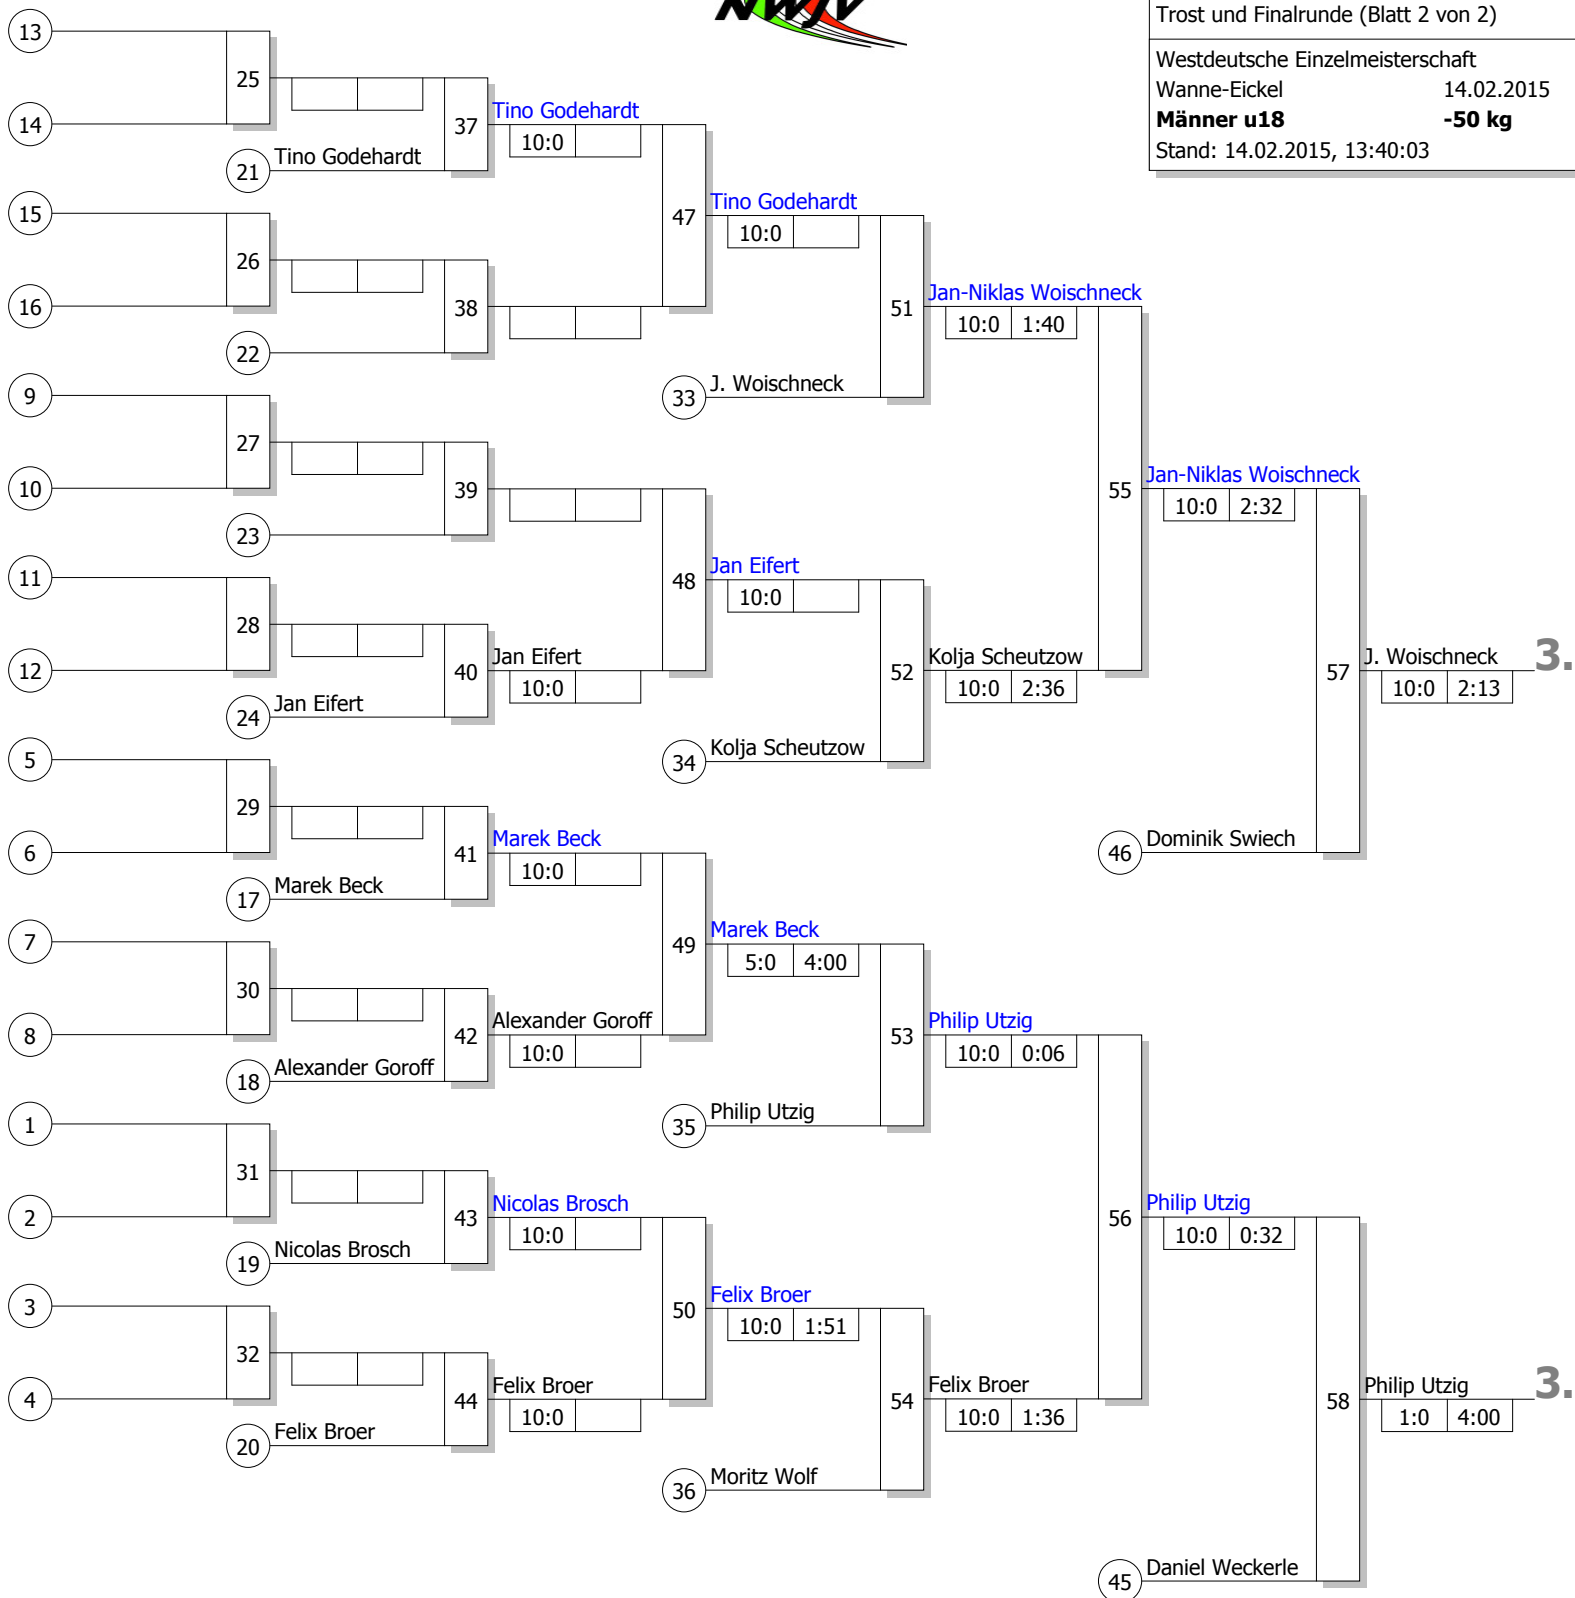 NWJV
Trost und Finalrunde (Blatt 2 von 2)
Westdeutsche Einzelmeisterschaft
Wanne-Eickel 14.02.2015
Männer u18 -50 kg
Stand: 14.02.2015, 13:40:03
13
25
14
37
Tino Godehardt
10:0
21
Tino Godehardt
15
47
Tino Godehardt
10:0
26
16
38
22
51
Jan-Niklas Woischneck
10:0 1:40
33
J. Woischneck
9
27
10
39
23
55
Jan-Niklas Woischneck
10:0 2:32
11
48
Jan Eifert
10:0
28
12
40
Jan Eifert
10:0
24
Jan Eifert
52
Kolja Scheutzow
10:0 2:36
34
Kolja Scheutzow
57
J. Woischneck
10:0 2:13
3.
5
29
6
41
Marek Beck
10:0
17
Marek Beck
46
Dominik Swiech
7
49
Marek Beck
5:0 4:00
30
8
42
Alexander Goroff
10:0
18
Alexander Goroff
53
Philip Utzig
10:0 0:06
35
Philip Utzig
1
31
2
43
Nicolas Brosch
10:0
19
Nicolas Brosch
56
Philip Utzig
10:0 0:32
3
50
Felix Broer
10:0 1:51
32
4
44
Felix Broer
10:0
20
Felix Broer
54
Felix Broer
10:0 1:36
36
Moritz Wolf
58
Philip Utzig
1:0 4:00
3.
45
Daniel Weckerle